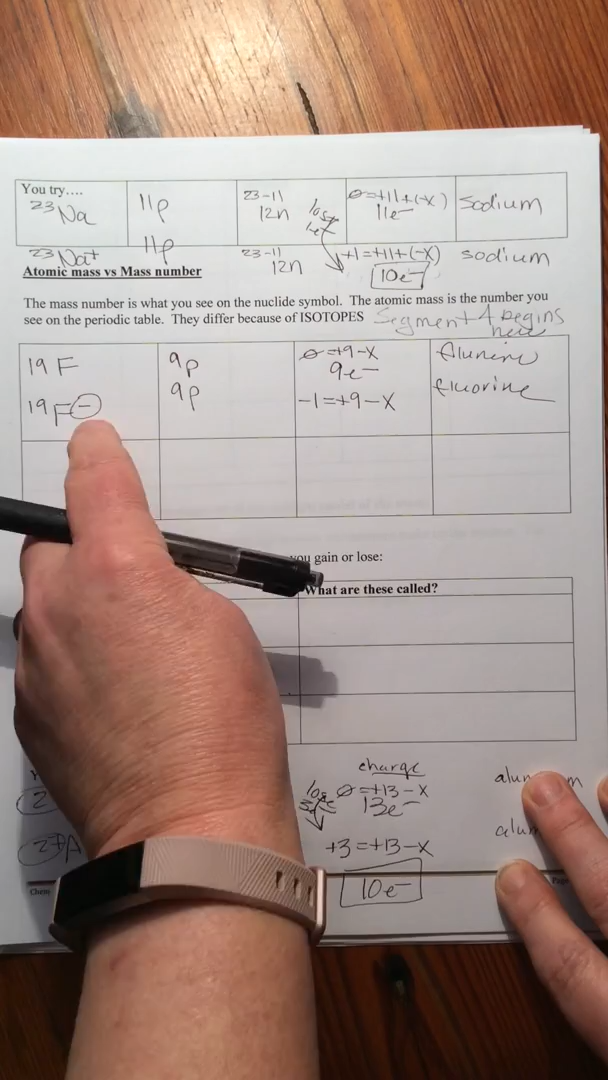 You try....
²³Na 11p 23-11 12n lose 1e- 0=+11+(-x) 11e- sodium
²³Na+ 11p 23-11 12n +1=+11+(-x) 10e- sodium
Atomic mass vs Mass number
The mass number is what you see on the nuclide symbol. The atomic mass is the number you
see on the periodic table. They differ because of ISOTOPES Segment 4 begins
here
19 F 9p 0=+9-x flurine
9e-
19 F- 9p -1=+9-x fluorine
you gain or lose:
What are these called?
charge
lose 3e- 0=+13-x
13e-
+3=+13-x
10e-
Chem